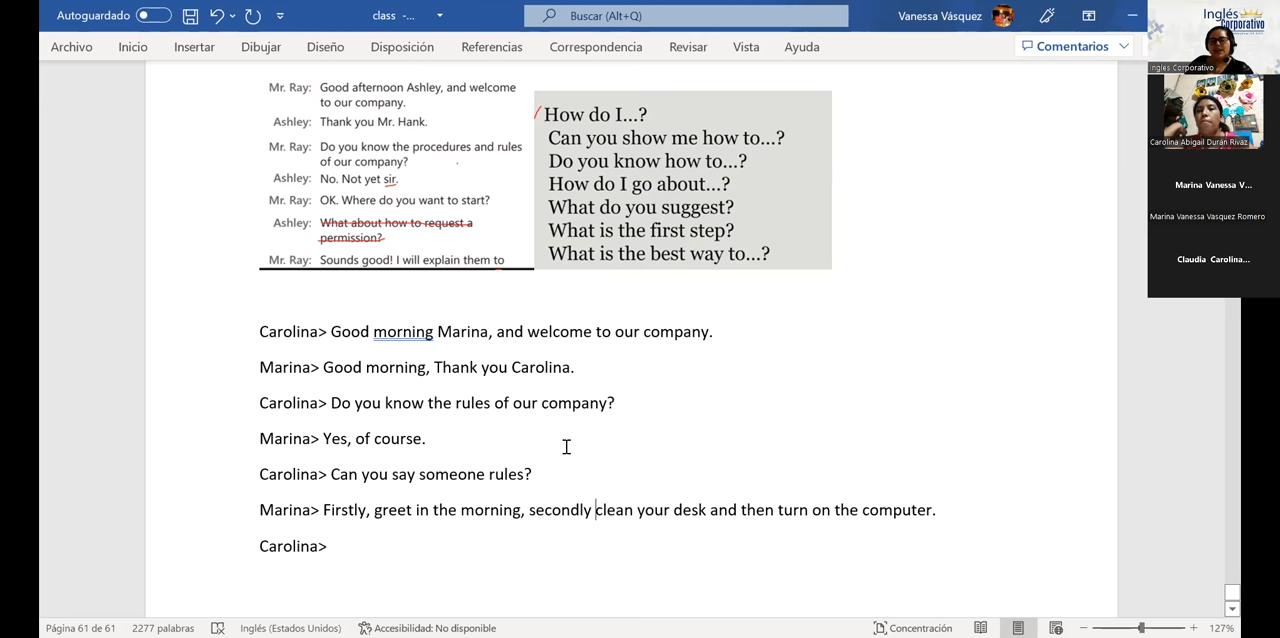 Autoguardado
class -...
Buscar (Alt+Q)
Vanessa Vásquez
Archivo Inicio Insertar Dibujar Diseño Disposición Referencias Correspondencia Revisar Vista Ayuda
Comentarios
Inglés
Corporativo
Ingles Corporativo
Carolina Abigail Durán Rivaz
Marina Vanessa V...
Marina Vanessa Vasquez Romero
Claudia Carolina...
Mr. Ray: Good afternoon Ashley, and welcome
to our company.
Ashley: Thank you Mr. Hank.
Mr. Ray: Do you know the procedures and rules
of our company?
Ashley: No. Not yet sir.
Mr. Ray: OK. Where do you want to start?
Ashley: What about how to request a
permission?
Mr. Ray: Sounds good! I will explain them to
How do I...?
Can you show me how to...?
Do you know how to...?
How do I go about...?
What do you suggest?
What is the first step?
What is the best way to...?
Carolina> Good morning Marina, and welcome to our company.
Marina> Good morning, Thank you Carolina.
Carolina> Do you know the rules of our company?
Marina> Yes, of course.
Carolina> Can you say someone rules?
Marina> Firstly, greet in the morning, secondly clean your desk and then turn on the computer.
Carolina>
Página 61 de 61 2277 palabras Inglés (Estados Unidos) Accesibilidad: No disponible
Concentración
127%